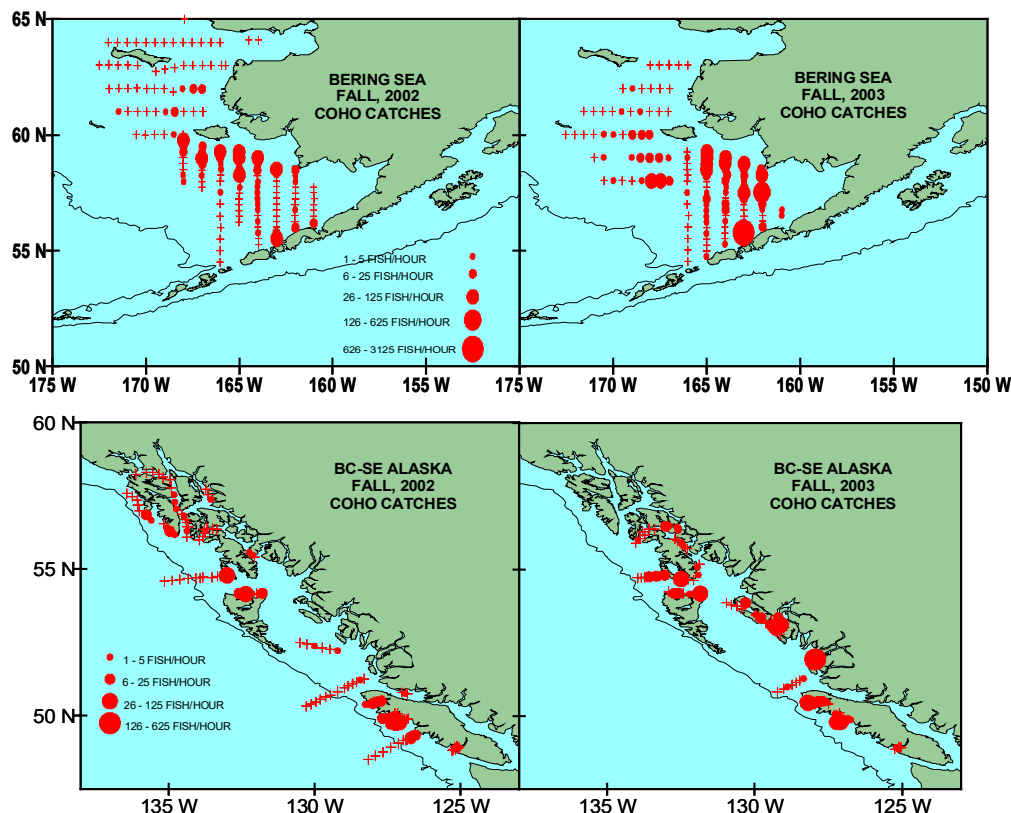 65 N
60 N
55 N
50 N
BERING SEA
FALL, 2002
COHO CATCHES
1 - 5 FISH/HOUR
6 - 25 FISH/HOUR
26 - 125 FISH/HOUR
126 - 625 FISH/HOUR
626 - 3125 FISH/HOUR
175 W
170 W
165 W
160 W
155 W
BERING SEA
FALL, 2003
COHO CATCHES
175 W
170 W
165 W
160 W
155 W
150 W
60 N
55 N
50 N
BC-SE ALASKA
FALL, 2002
COHO CATCHES
1 - 5 FISH/HOUR
6 - 25 FISH/HOUR
26 - 125 FISH/HOUR
126 - 625 FISH/HOUR
135 W
130 W
125 W
BC-SE ALASKA
FALL, 2003
COHO CATCHES
135 W
130 W
125 W